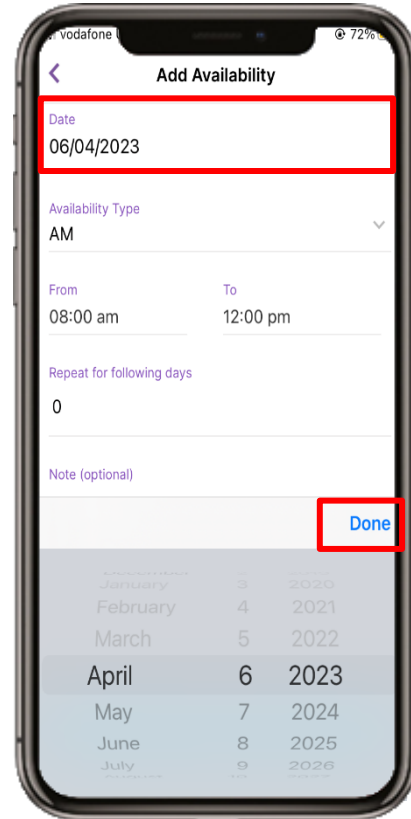 vodafone 72%
Add Availability
Date
06/04/2023
Availability Type
AM
From To
08:00 am 12:00 pm
Repeat for following days
0
Note (optional)
Done
December
January 3 2020
February 4 2021
March 5 2022
April 6 2023
May 7 2024
June 8 2025
July 9 2026
August